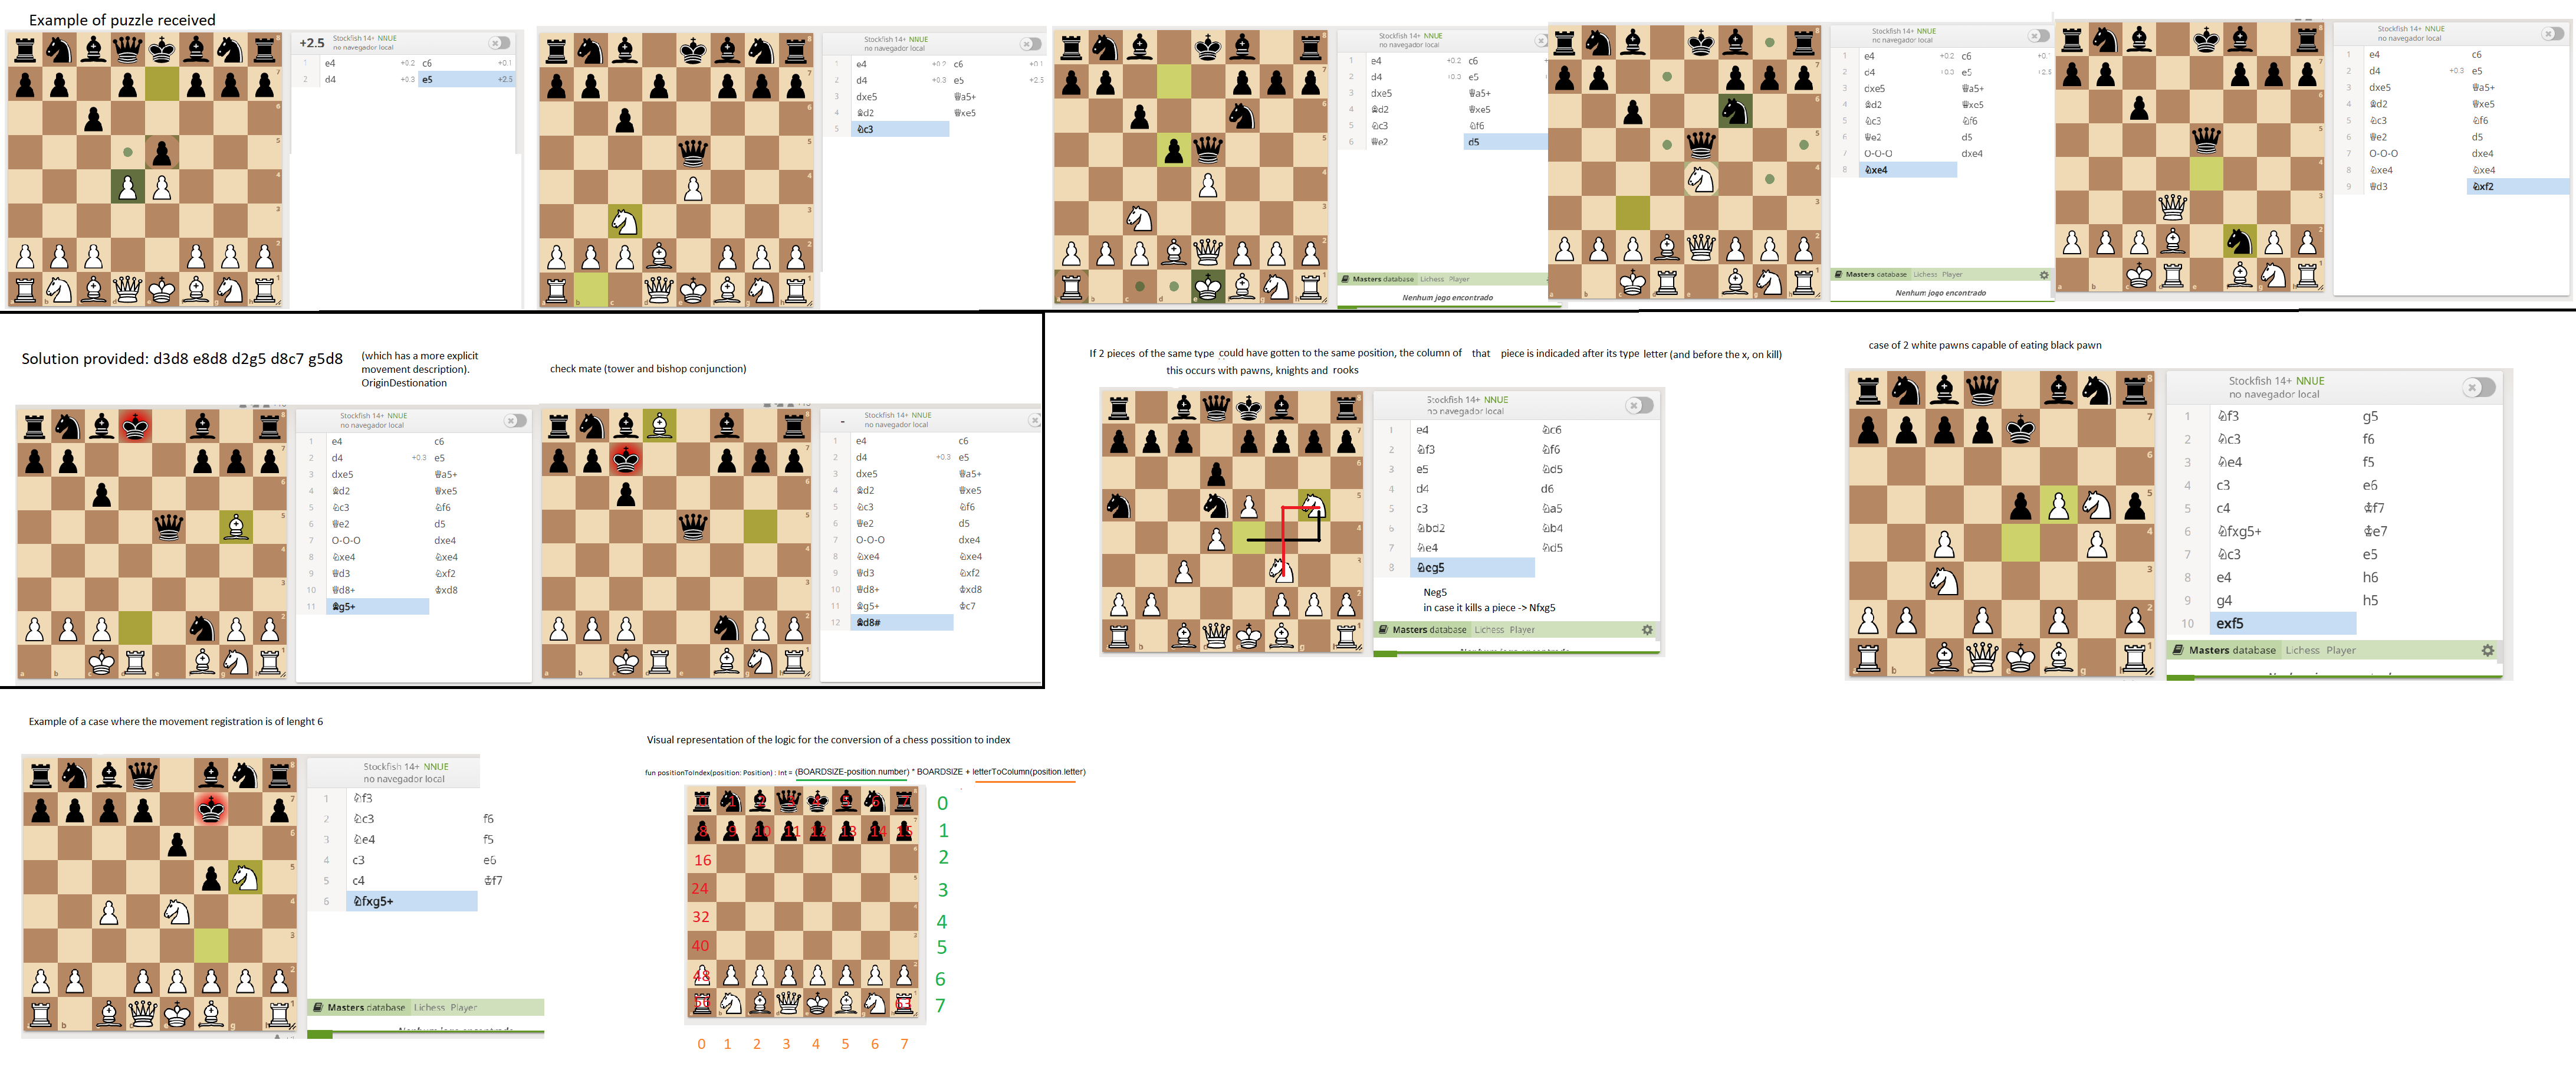 Example of puzzle received
+2.5 Stockfish 14+ NNUE
no navegador local
1 e4 +0.2 c6 +0.1
2 d4 +0.3 e5 +2.5
Stockfish 14+ NNUE
no navegador local
1 e4 +0.2 c6 +0.1
2 d4 +0.3 e5 +2.5
3 dxe5 ♕a5+
4 ♗d2 ♕xe5
5 ♘c3
Stockfish 14+ NNUE
no navegador local
1 e4 +0.2 c6
2 d4 +0.3 e5
3 dxe5 ♕a5+
4 ♗d2 ♕xe5
5 ♘c3 ♘f6
6 ♕e2 d5
Masters database Lichess Player
Nenhum jogo encontrado
Stockfish 14+ NNUE
no navegador local
1 e4 +0.2 c6
2 d4 +0.3 e5 +2.5
3 dxe5 ♕a5+
4 ♗d2 ♕xe5
5 ♘c3 ♘f6
6 ♕e2 d5
7 O-O-O dxe4
8 ♘xe4
Masters database Lichess Player
Nenhum jogo encontrado
Stockfish 14+ NNUE
no navegador local
1 e4 c6
2 d4 +0.3 e5
3 dxe5 ♕a5+
4 ♗d2 ♕xe5
5 ♘c3 ♘f6
6 ♕e2 d5
7 O-O-O dxe4
8 ♘xe4 ♘xe4
9 ♕d3 ♘xf2
Solution provided: d3d8 e8d8 d2g5 d8c7 g5d8
(which has a more explicit
movement description).
OriginDestionation
check mate (tower and bishop conjunction)
Stockfish 14+ NNUE
no navegador local
1 e4 c6
2 d4 +0.3 e5
3 dxe5 ♕a5+
4 ♗d2 ♕xe5
5 ♘c3 ♘f6
6 ♕e2 d5
7 O-O-O dxe4
8 ♘xe4 ♘xe4
9 ♕d3 ♘xf2
10 ♕d8+ ♔xd8
11 ♗g5+
- Stockfish 14+ NNUE
no navegador local
1 e4 c6
2 d4 +0.3 e5
3 dxe5 ♕a5+
4 ♗d2 ♕xe5
5 ♘c3 ♘f6
6 ♕e2 d5
7 O-O-O dxe4
8 ♘xe4 ♘xe4
9 ♕d3 ♘xf2
10 ♕d8+ ♔xd8
11 ♗g5+ ♔c7
12 ♗d8#
If 2 pieces of the same type could have gotten to the same position, the column of that piece is indicaded after its type letter (and before the x, on kill)
this occurs with pawns, knights and rooks
Stockfish 14+ NNUE
no navegador local
1 e4 ♘c6
2 ♘f3 ♘f6
3 e5 ♘d5
4 d4 d6
5 c3 ♘a5
6 ♘bd2 ♘b4
7 ♘e4 ♘d5
8 ♘eg5
Neg5
in case it kills a piece -> Nfxg5
Masters database Lichess Player
case of 2 white pawns capable of eating black pawn
Stockfish 14+ NNUE
no navegador local
1 ♘f3 g5
2 ♘c3 f6
3 ♘e4 f5
4 c3 e6
5 c4 ♔f7
6 ♘fxg5+ ♔e7
7 ♘c3 e5
8 e4 h6
9 g4 h5
10 exf5
Masters database Lichess Player
Example of a case where the movement registration is of lenght 6
Stockfish 14+ NNUE
no navegador local
1 ♘f3
2 ♘c3 f6
3 ♘e4 f5
4 c3 e6
5 c4 ♔f7
6 ♘fxg5+
Masters database Lichess Player
Visual representation of the logic for the conversion of a chess possition to index
fun positionToIndex(position: Position) : Int = (BOARDSIZE-position.number) * BOARDSIZE + letterToColumn(position.letter)
1 2 3 4 5 6 7 0
8 9 10 11 12 13 14 15 1
16 2
24 3
32 4
40 5
48 6
56 63 7
0 1 2 3 4 5 6 7